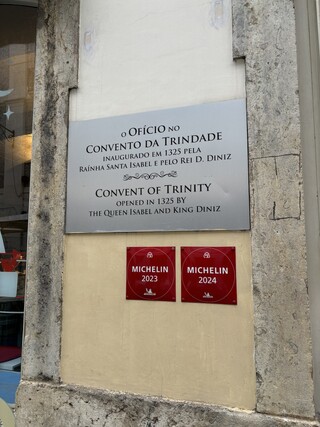 O OFÍCIO NO
CONVENTO DA TRINDADE
INAUGURADO EM 1325 PELA
RAÍNHA SANTA ISABEL E PELO REI D. DINIZ
CONVENT OF TRINITY
OPENED IN 1325 BY
THE QUEEN ISABEL AND KING DINIZ
MICHELIN
2023
MICHELIN
2024